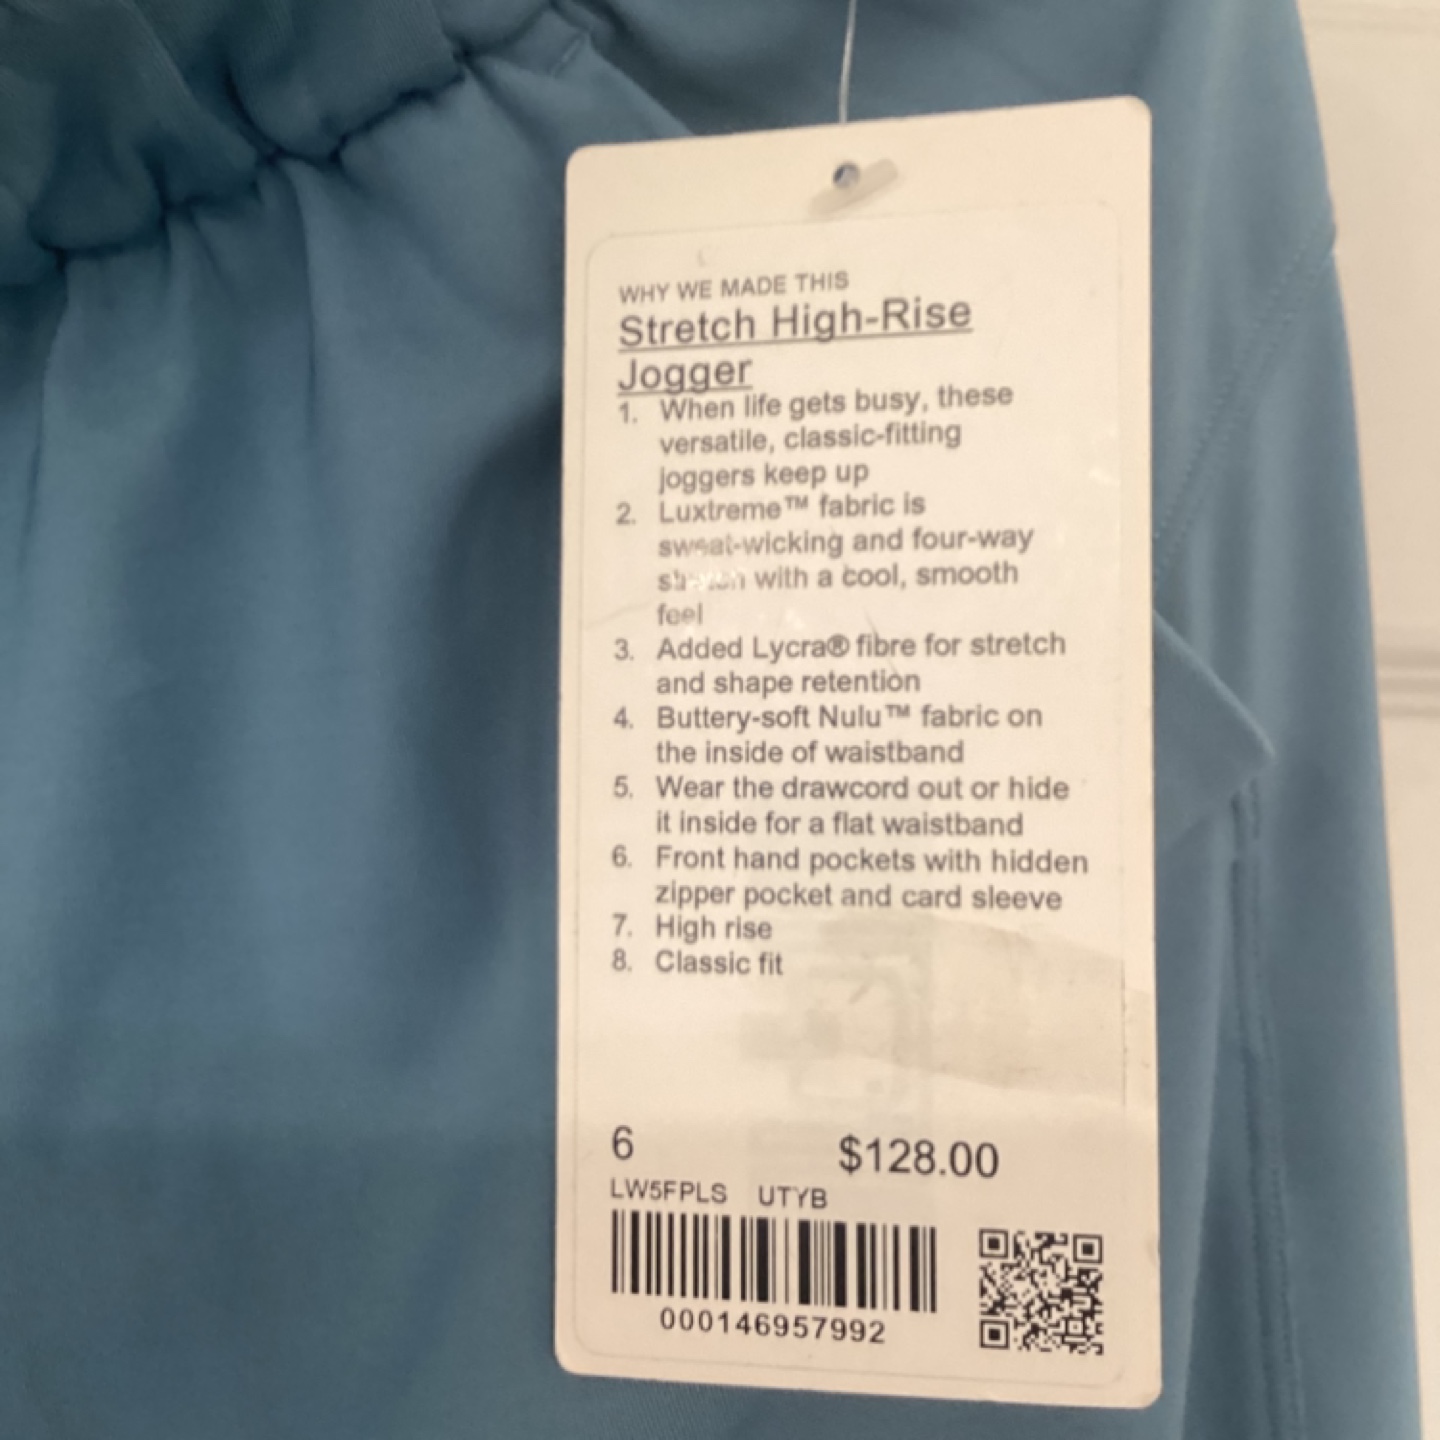 WHY WE MADE THIS
Stretch High-Rise
Jogger
1. When life gets busy, these
versatile, classic-fitting
joggers keep up
2. Luxtreme™ fabric is
sweat-wicking and four-way
stretch with a cool, smooth
feel
3. Added Lycra® fibre for stretch
and shape retention
4. Buttery-soft Nulu™ fabric on
the inside of waistband
5. Wear the drawcord out or hide
it inside for a flat waistband
6. Front hand pockets with hidden
zipper pocket and card sleeve
7. High rise
8. Classic fit
6 $128.00
LW5FPLS UTYB
000146957992